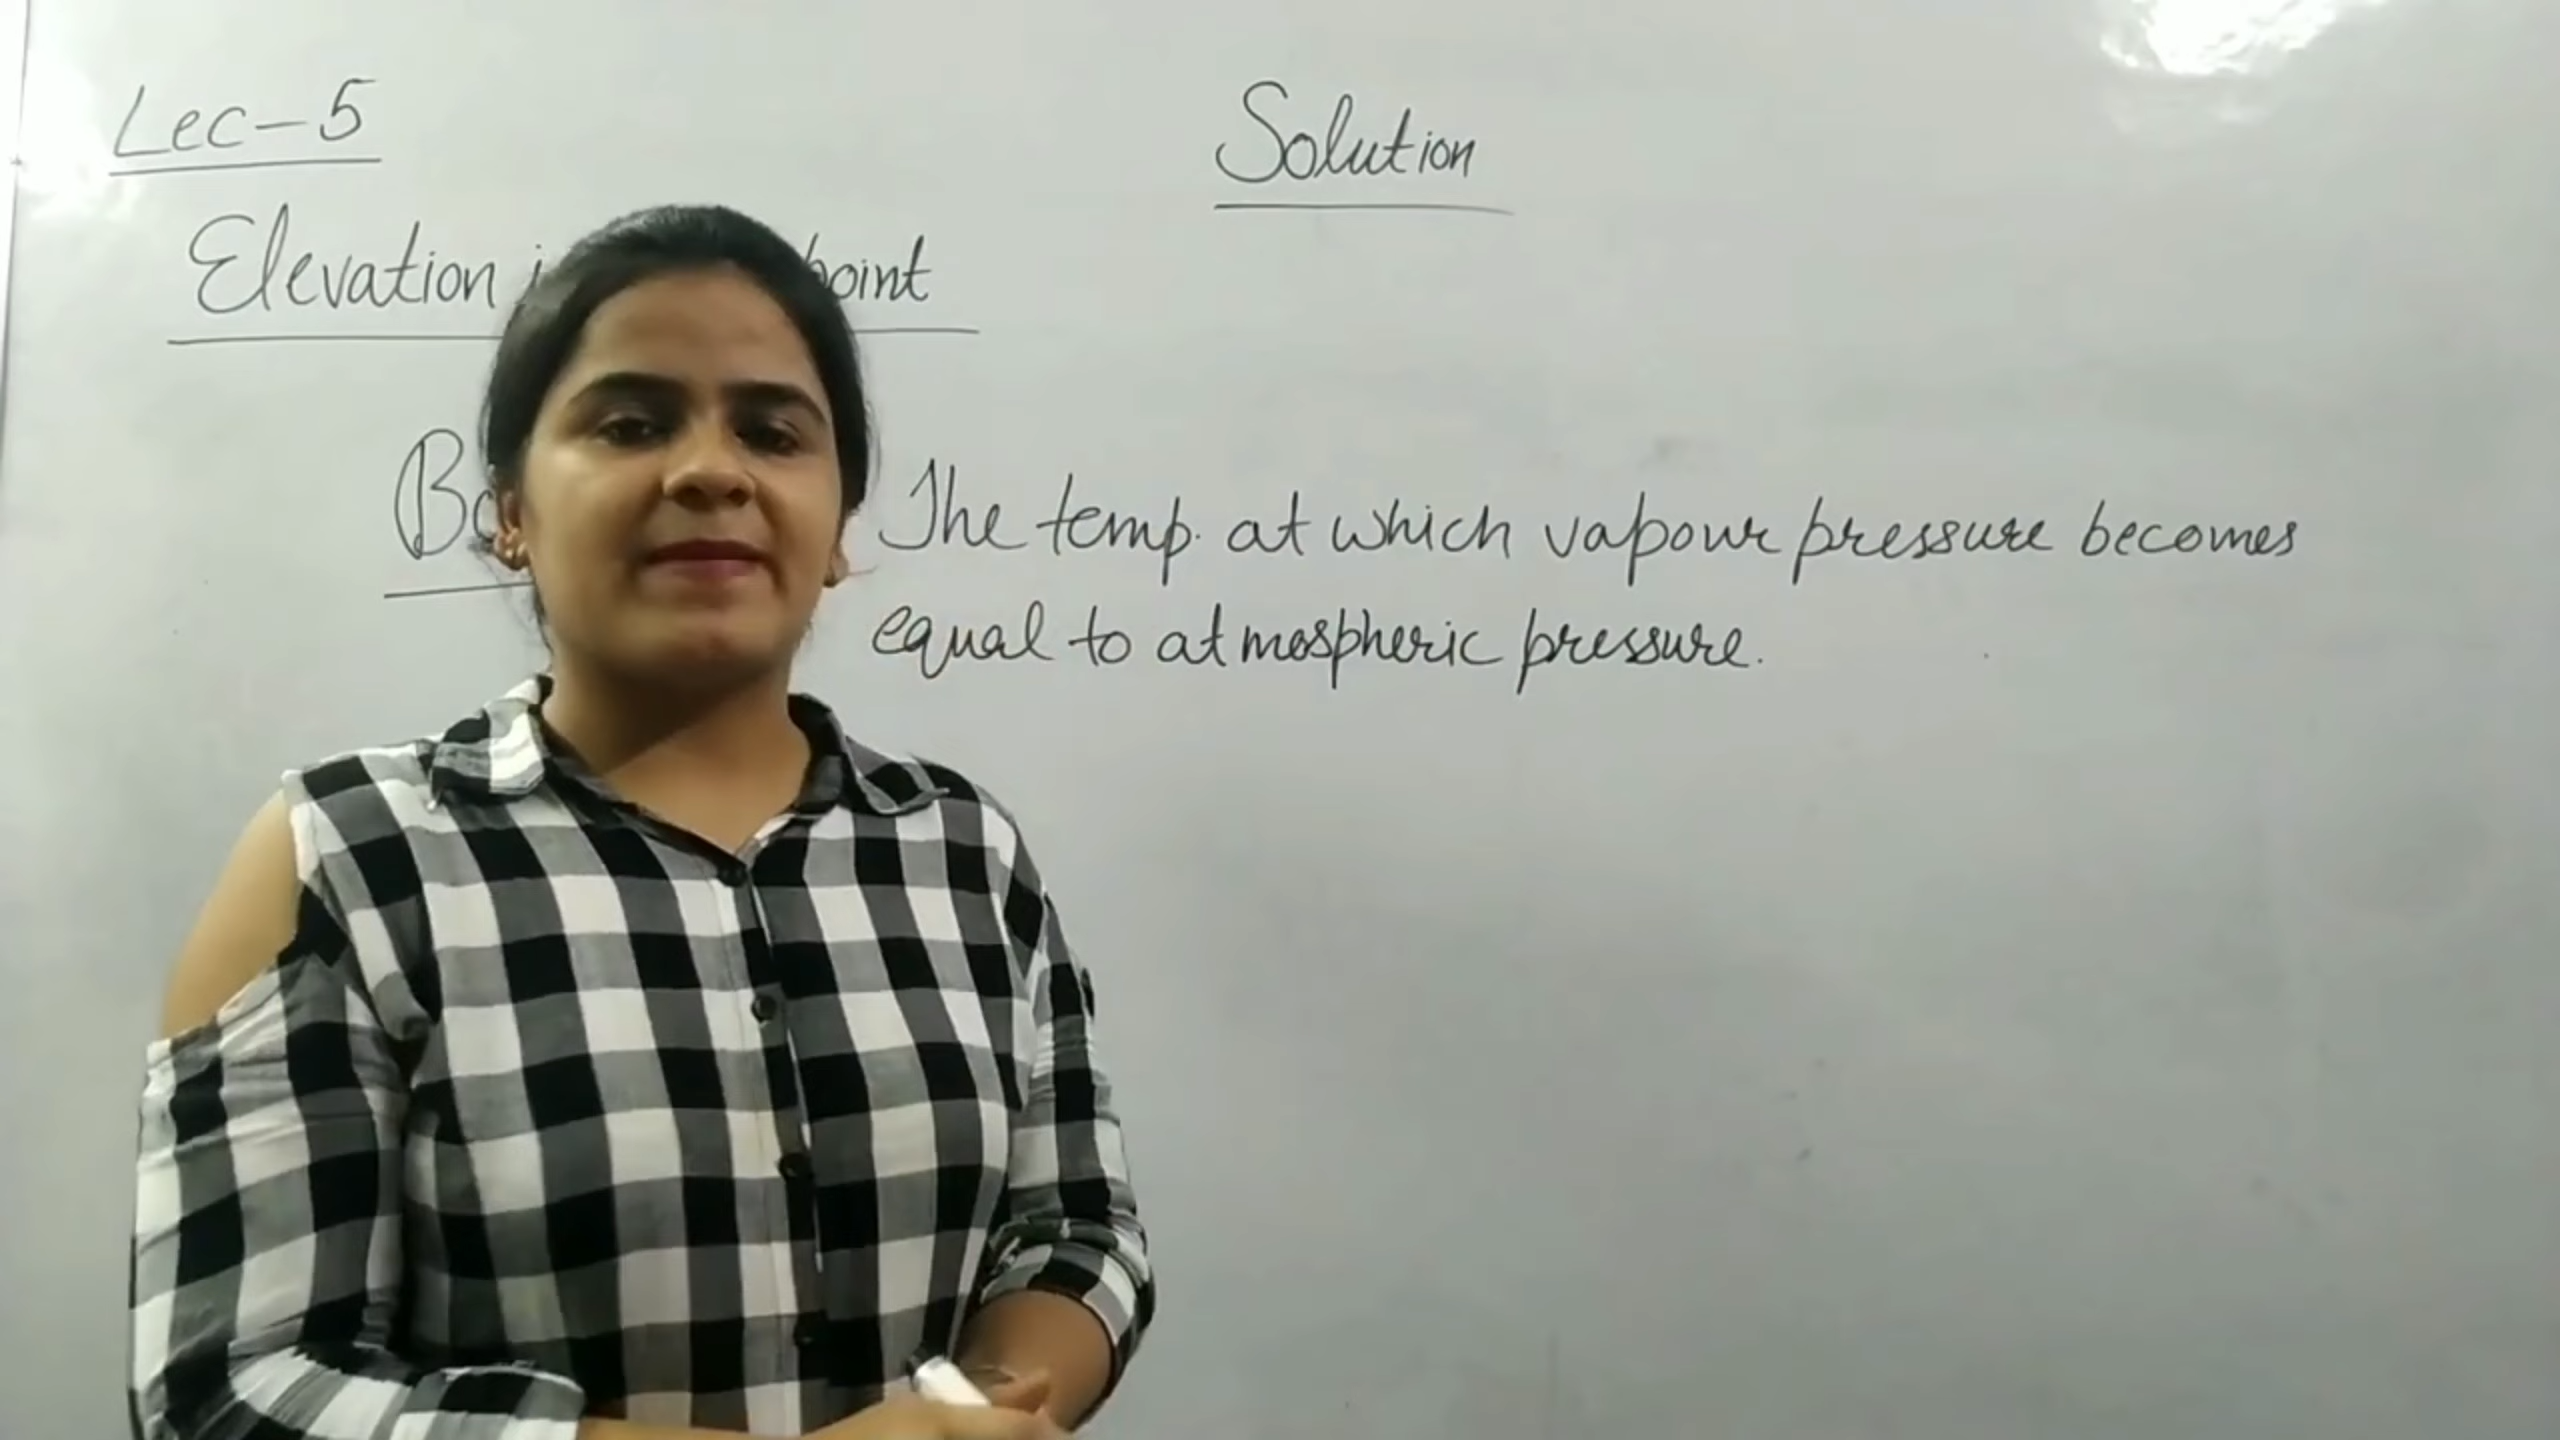 Lec-5
Solution
Elevation point
The temp. at which vapour pressure becomes
equal to atmospheric pressure.